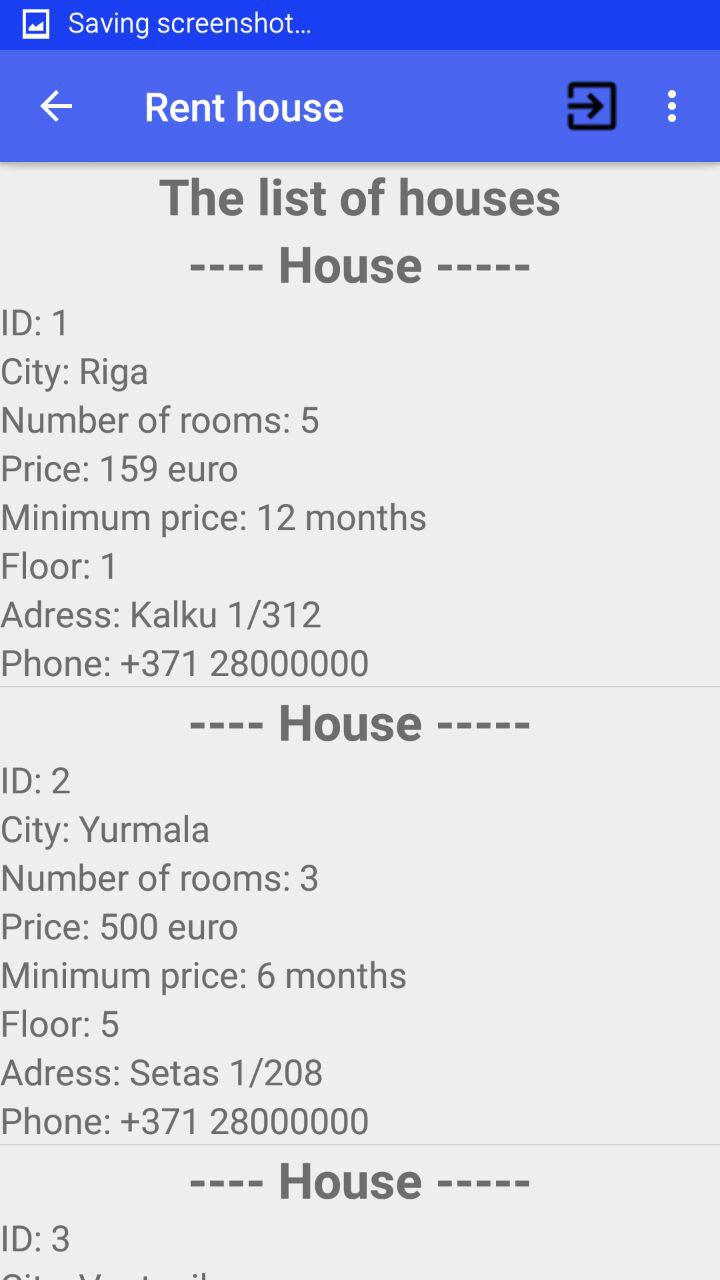 Saving screenshot...
Rent house
The list of houses
---- House -----
ID: 1
City: Riga
Number of rooms: 5
Price: 159 euro
Minimum price: 12 months
Floor: 1
Adress: Kalku 1/312
Phone: +371 28000000
---- House -----
ID: 2
City: Yurmala
Number of rooms: 3
Price: 500 euro
Minimum price: 6 months
Floor: 5
Adress: Setas 1/208
Phone: +371 28000000
---- House -----
ID: 3
City: